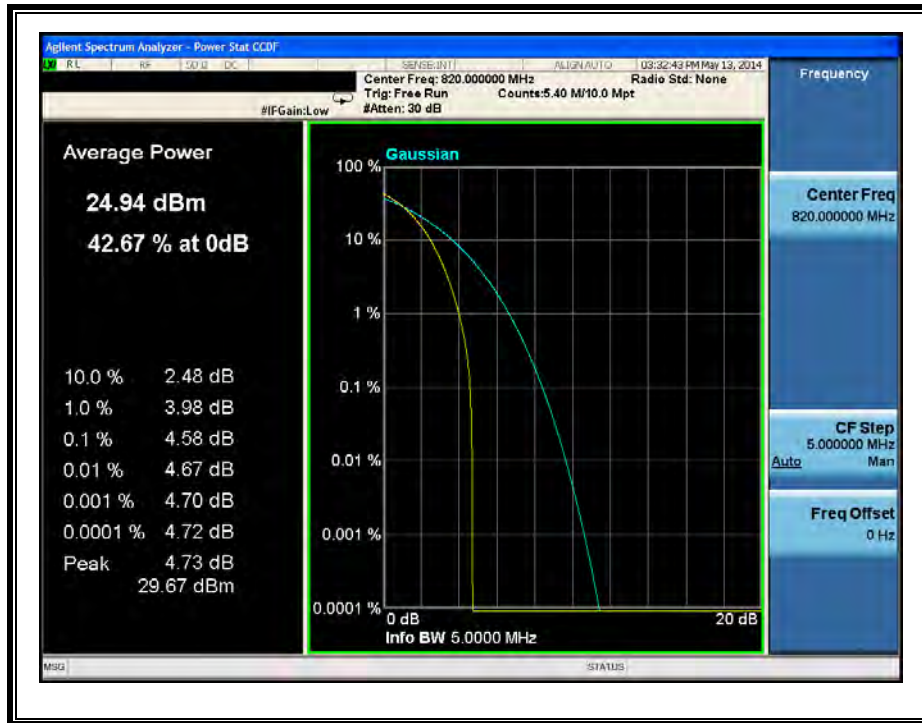 Agilent Spectrum Analyzer - Power Stat CCDF
LXI RL RF 50 Ω DC SENSE:INT ALIGN AUTO 03:32:43 PM May 13, 2014
Center Freq: 820.000000 MHz Radio Std: None
Trig: Free Run Counts:5.40 M/10.0 Mpt
#IFGain:Low #Atten: 30 dB
Frequency
Center Freq
820.000000 MHz
CF Step
5.000000 MHz
Auto Man
Freq Offset
0 Hz
Average Power
24.94 dBm
42.67 % at 0dB
10.0 % 2.48 dB
1.0 % 3.98 dB
0.1 % 4.58 dB
0.01 % 4.67 dB
0.001 % 4.70 dB
0.0001 % 4.72 dB
Peak 4.73 dB
29.67 dBm
Gaussian
100 %
10 %
1 %
0.1 %
0.01 %
0.001 %
0.0001 %
0 dB 20 dB
Info BW 5.0000 MHz
MSG STATUS